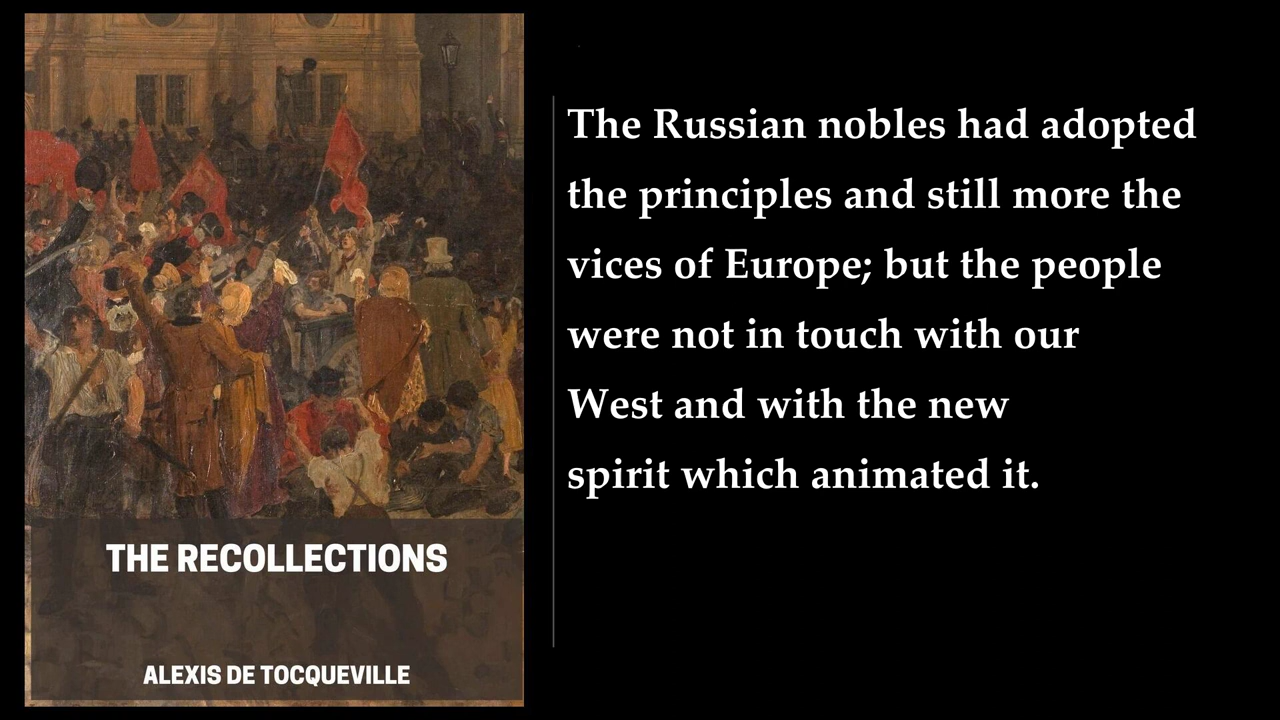 THE RECOLLECTIONS
ALEXIS DE TOCQUEVILLE
The Russian nobles had adopted
the principles and still more the
vices of Europe; but the people
were not in touch with our
West and with the new
spirit which animated it.